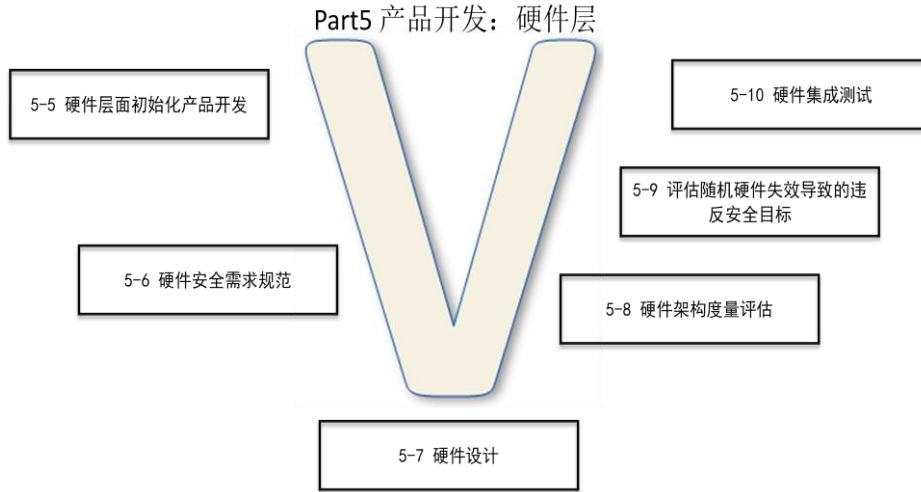 Part5 产品开发：硬件层
5-5 硬件层面初始化产品开发
5-10 硬件集成测试
5-9 评估随机硬件失效导致的违
反安全目标
5-6 硬件安全需求规范
5-8 硬件架构度量评估
5-7 硬件设计